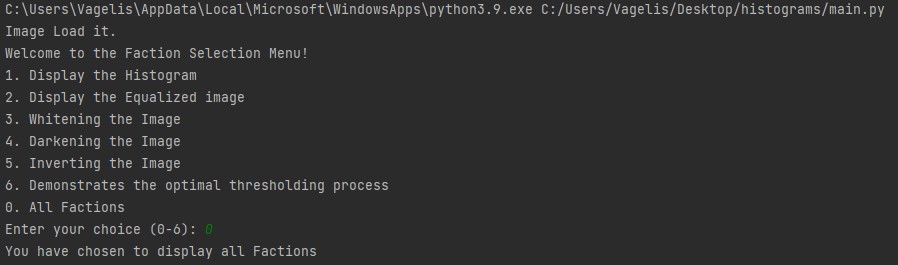 C:\Users\Vagelis\AppData\Local\Microsoft\WindowsApps\python3.9.exe C:/Users/Vagelis/Desktop/histograms/main.py
Image Load it.
Welcome to the Faction Selection Menu!
1. Display the Histogram
2. Display the Equalized image
3. Whitening the Image
4. Darkening the Image
5. Inverting the Image
6. Demonstrates the optimal thresholding process
0. All Factions
Enter your choice (0-6): 0
You have chosen to display all Factions